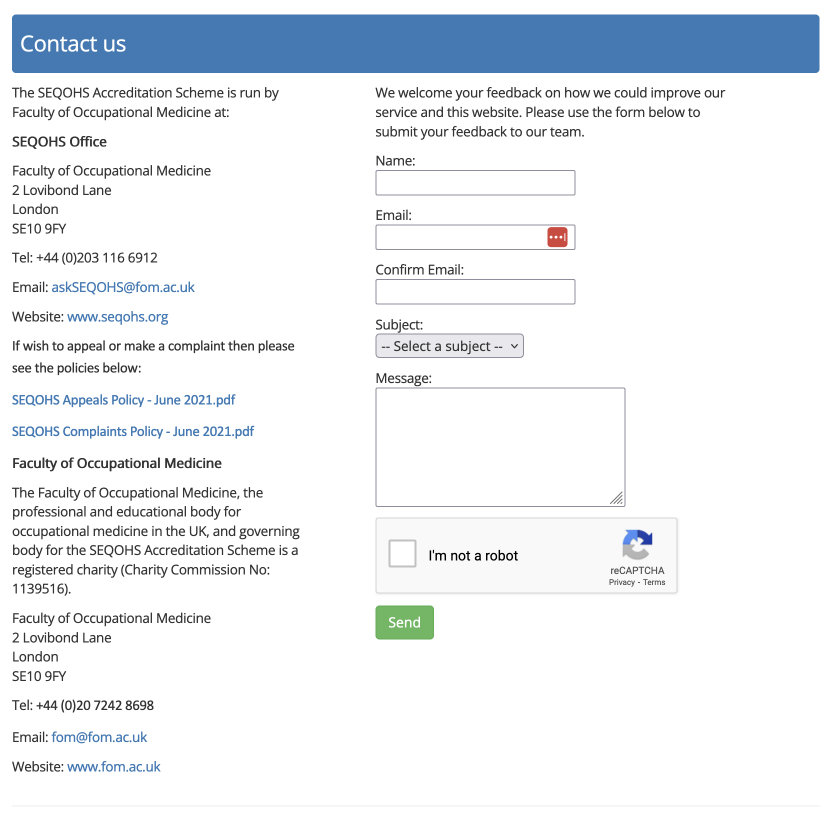 Contact us
The SEQOHS Accreditation Scheme is run by
Faculty of Occupational Medicine at:
SEQOHS Office
Faculty of Occupational Medicine
2 Lovibond Lane
London
SE10 9FY
Tel: +44 (0)203 116 6912
Email: askSEQOHS@fom.ac.uk
Website: www.seqohs.org
If wish to appeal or make a complaint then please
see the policies below:
SEQOHS Appeals Policy - June 2021.pdf
SEQOHS Complaints Policy - June 2021.pdf
Faculty of Occupational Medicine
The Faculty of Occupational Medicine, the
professional and educational body for
occupational medicine in the UK, and governing
body for the SEQOHS Accreditation Scheme is a
registered charity (Charity Commission No:
1139516).
Faculty of Occupational Medicine
2 Lovibond Lane
London
SE10 9FY
Tel: +44 (0)20 7242 8698
Email: fom@fom.ac.uk
Website: www.fom.ac.uk
We welcome your feedback on how we could improve our
service and this website. Please use the form below to
submit your feedback to our team.
Name:
Email:
Confirm Email:
Subject:
-- Select a subject --
Message:
I'm not a robot
reCAPTCHA
Privacy - Terms
Send